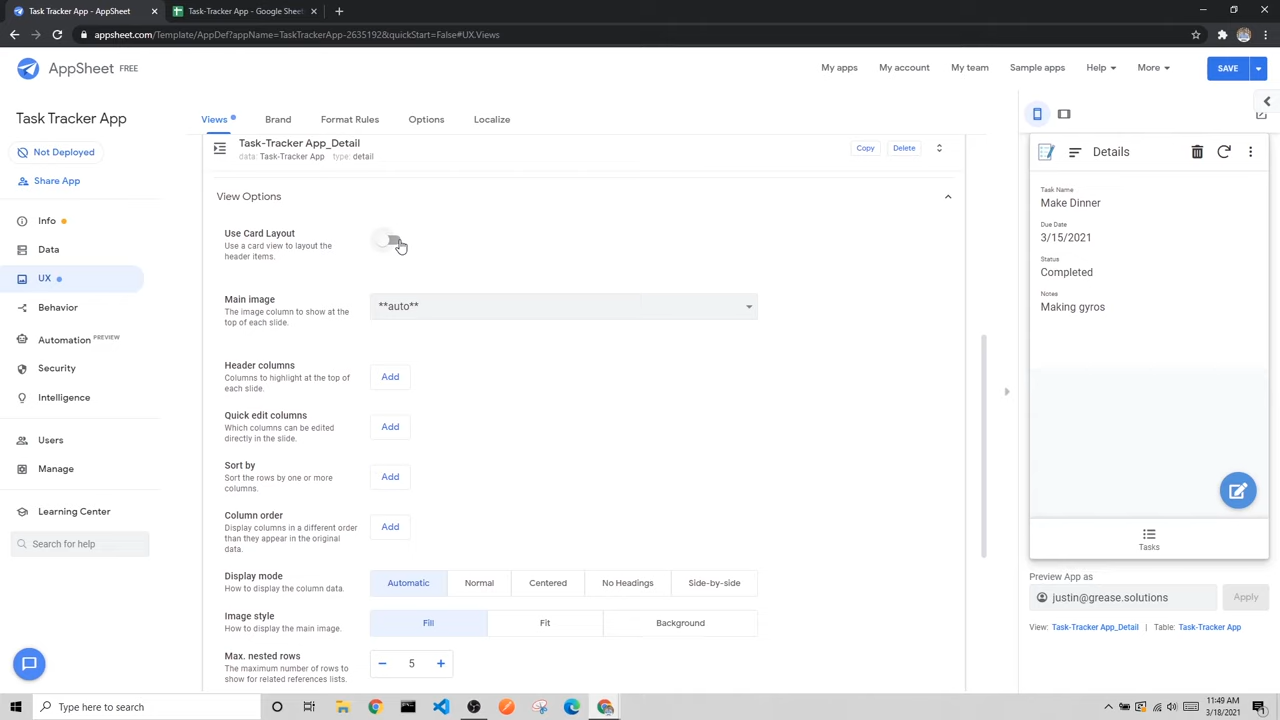 Task Tracker App - AppSheet
Task-Tracker App - Google Sheets
appsheet.com/Template/AppDef?appName=TaskTrackerApp-2635192&quickStart=False#UX.Views
AppSheet FREE
My apps
My account
My team
Sample apps
Help
More
SAVE
Task Tracker App
Not Deployed
Share App
Info
Data
UX
Behavior
Automation PREVIEW
Security
Intelligence
Users
Manage
Learning Center
Search for help
Views
Brand
Format Rules
Options
Localize
Task-Tracker App_Detail
data: Task-Tracker App type: detail
Copy
Delete
View Options
Use Card Layout
Use a card view to layout the
header items.
Main image
The image column to show at the
top of each slide.
**auto**
Header columns
Columns to highlight at the top of
each slide.
Add
Quick edit columns
Which columns can be edited
directly in the slide.
Add
Sort by
Sort the rows by one or more
columns.
Add
Column order
Display columns in a different order
than they appear in the original
data.
Add
Display mode
How to display the column data.
Automatic
Normal
Centered
No Headings
Side-by-side
Image style
How to display the main image.
Fill
Fit
Background
Max. nested rows
The maximum number of rows to
show for related references lists.
5
Details
Task Name
Make Dinner
Due Date
3/15/2021
Status
Completed
Notes
Making gyros
Tasks
Preview App as
justin@grease.solutions
Apply
View: Task-Tracker App_Detail | Table: Task-Tracker App
Type here to search
11:49 AM
3/18/2021